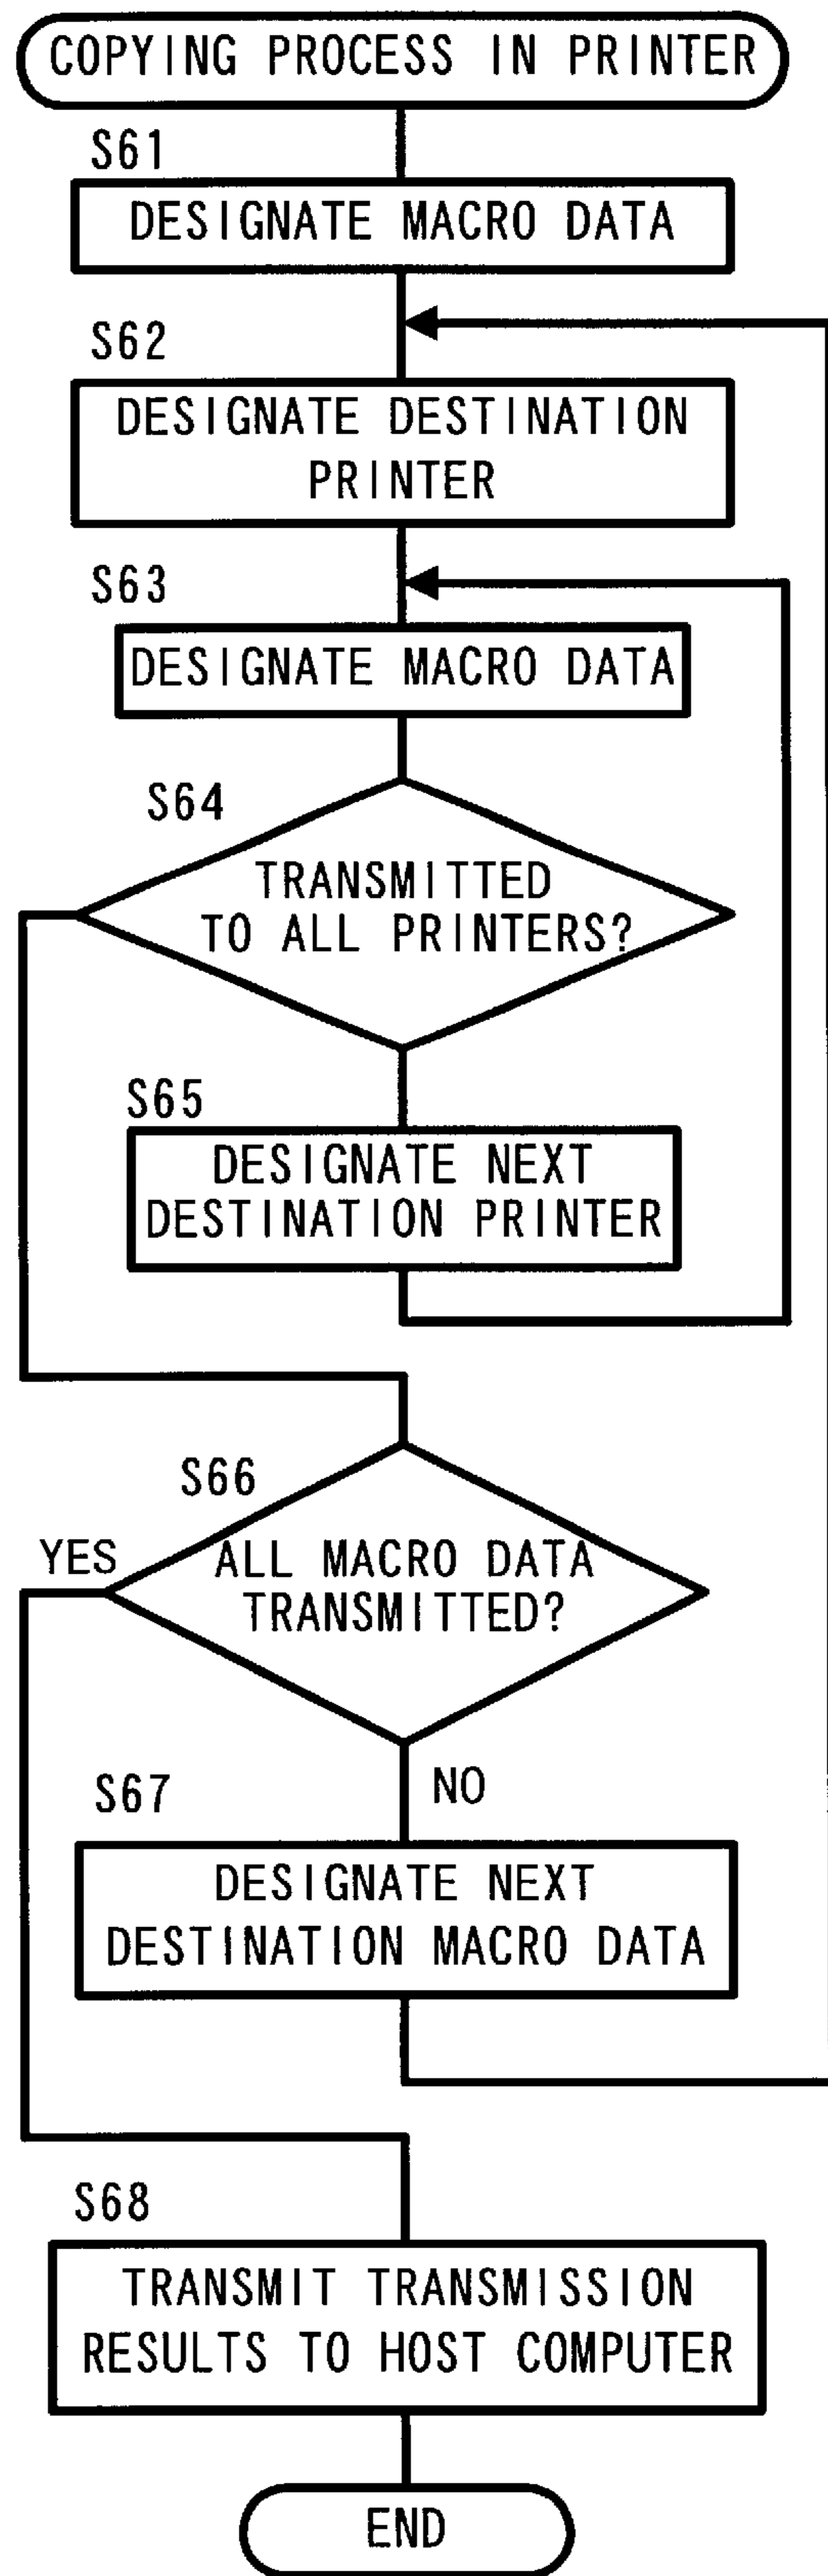 COPYING PROCESS IN PRINTER
S61
DESIGNATE MACRO DATA
S62
DESIGNATE DESTINATION
PRINTER
S63
DESIGNATE MACRO DATA
S64
TRANSMITTED
TO ALL PRINTERS?
S65
DESIGNATE NEXT
DESTINATION PRINTER
S66
YES
ALL MACRO DATA
TRANSMITTED?
NO
S67
DESIGNATE NEXT
DESTINATION MACRO DATA
S68
TRANSMIT TRANSMISSION
RESULTS TO HOST COMPUTER
END